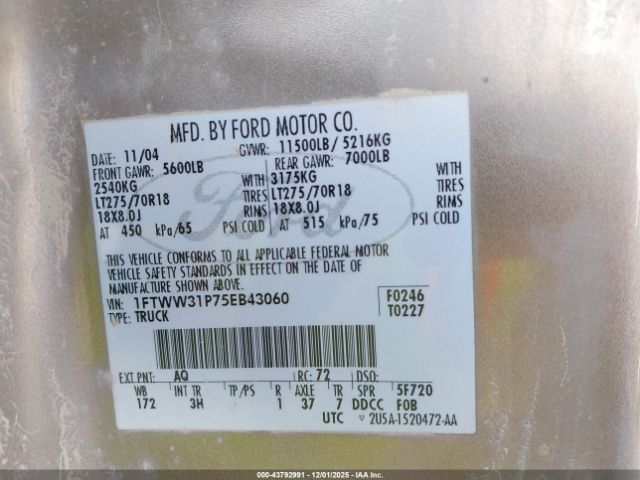 MFD. BY FORD MOTOR CO.
DATE: 11/04 GVWR: 11500LB/ 5216KG
FRONT GAWR: 5600LB REAR GAWR: 7000LB
2540KG WITH 3175KG WITH
LT275/70R18 TIRES LT275/70R18 TIRES
18X8.0J RIMS 18X8.0J RIMS
AT 450 kPa/65 PSI COLD AT 515 kPa/75 PSI COLD
Ford
THIS VEHICLE CONFORMS TO ALL APPLICABLE FEDERAL MOTOR
VEHICLE SAFETY STANDARDS IN EFFECT ON THE DATE OF
MANUFACTURE SHOWN ABOVE.
VIN: 1FTWW31P75EB43060 F0246
TYPE: TRUCK T0227
EXT PNT: AQ RC: 72 DSO:
WB INT TR TP/PS R AXLE TR SPR 5F720
172 3H 1 37 7 DDCC FOB
UTC ▽ 2U5A-1520472-AA
000-43792991 - 12/01/2025 - IAA Inc.